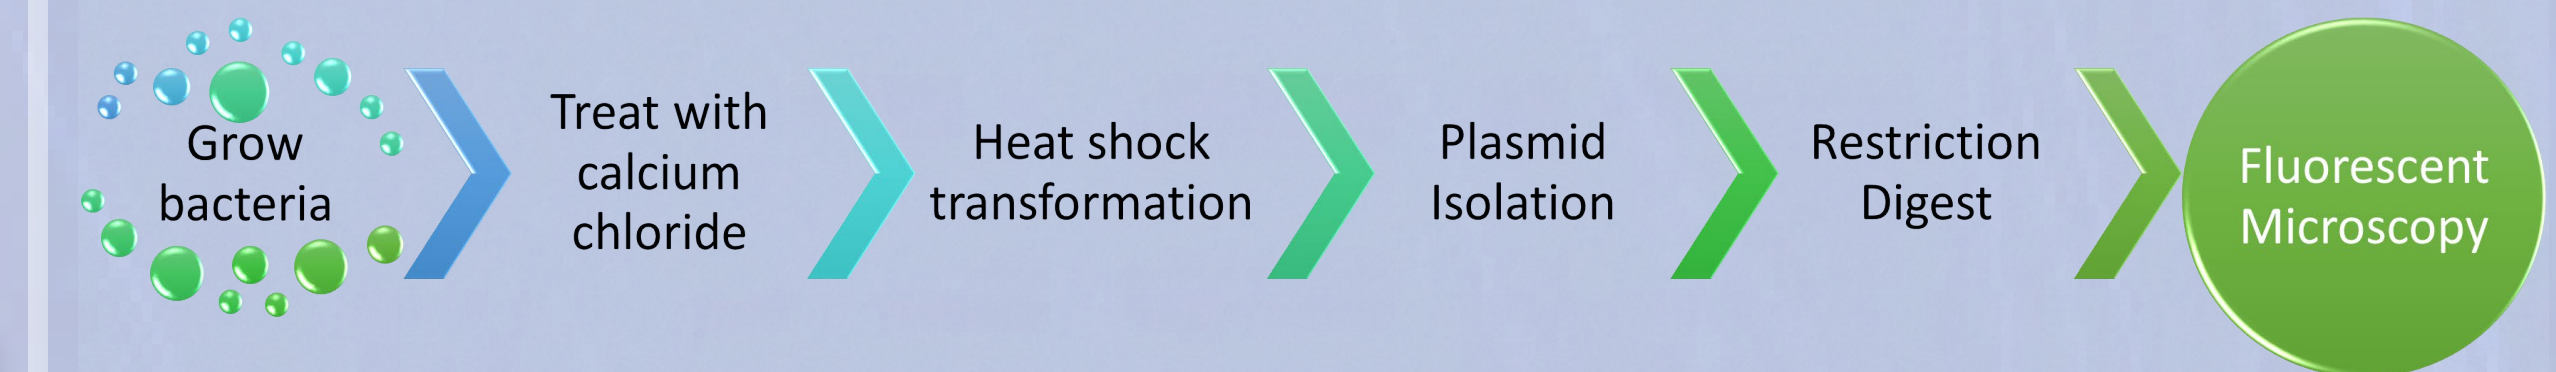 Grow
bacteria
Treat with
calcium
chloride
Heat shock
transformation
Plasmid
Isolation
Restriction
Digest
Fluorescent
Microscopy